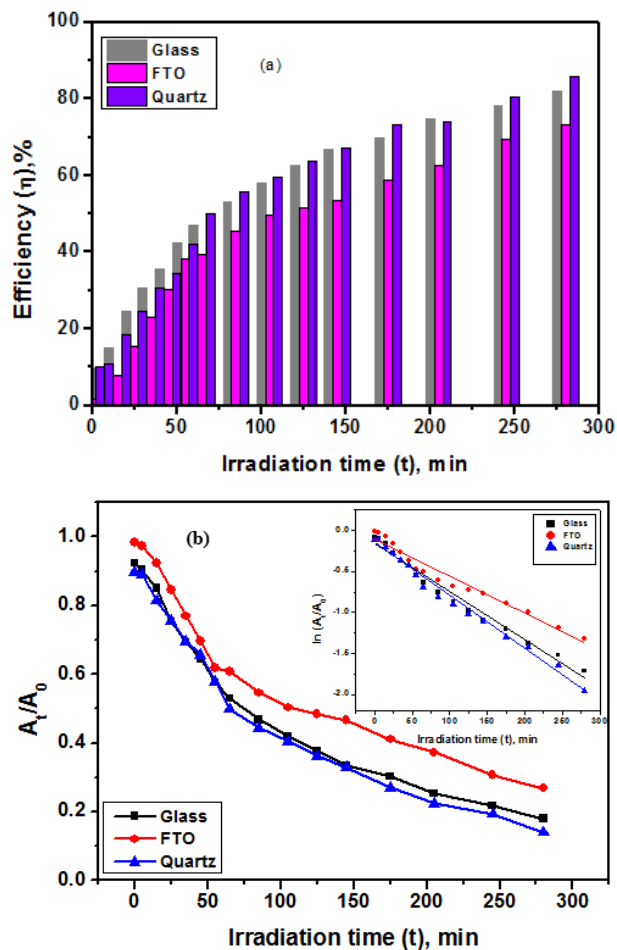 100
80
60
40
20
0
Efficiency (η),%
Glass
FTO
Quartz
(a)
0 50 100 150 200 250 300
Irradiation time (t), min
(b)
1.0
0.8
0.6
0.4
0.2
0.0
At/A0
Glass
FTO
Quartz
0 50 100 150 200 250 300
Irradiation time (t), min
0.0
-0.5
-1.0
-1.5
-2.0
ln (At/A0)
Glass
FTO
Quartz
0 50 100 150 200 250 300
Irradiation time (t), min